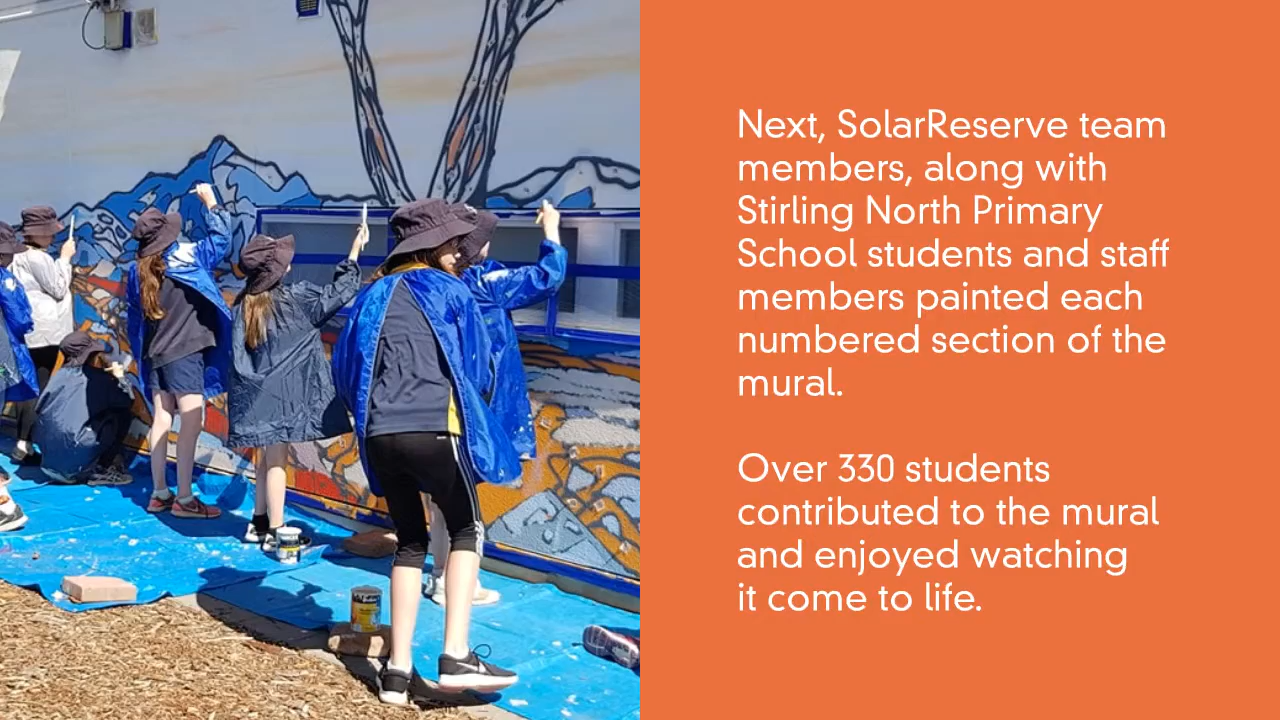 Next, SolarReserve team
members, along with
Stirling North Primary
School students and staff
members painted each
numbered section of the
mural.
Over 330 students
contributed to the mural
and enjoyed watching
it come to life.